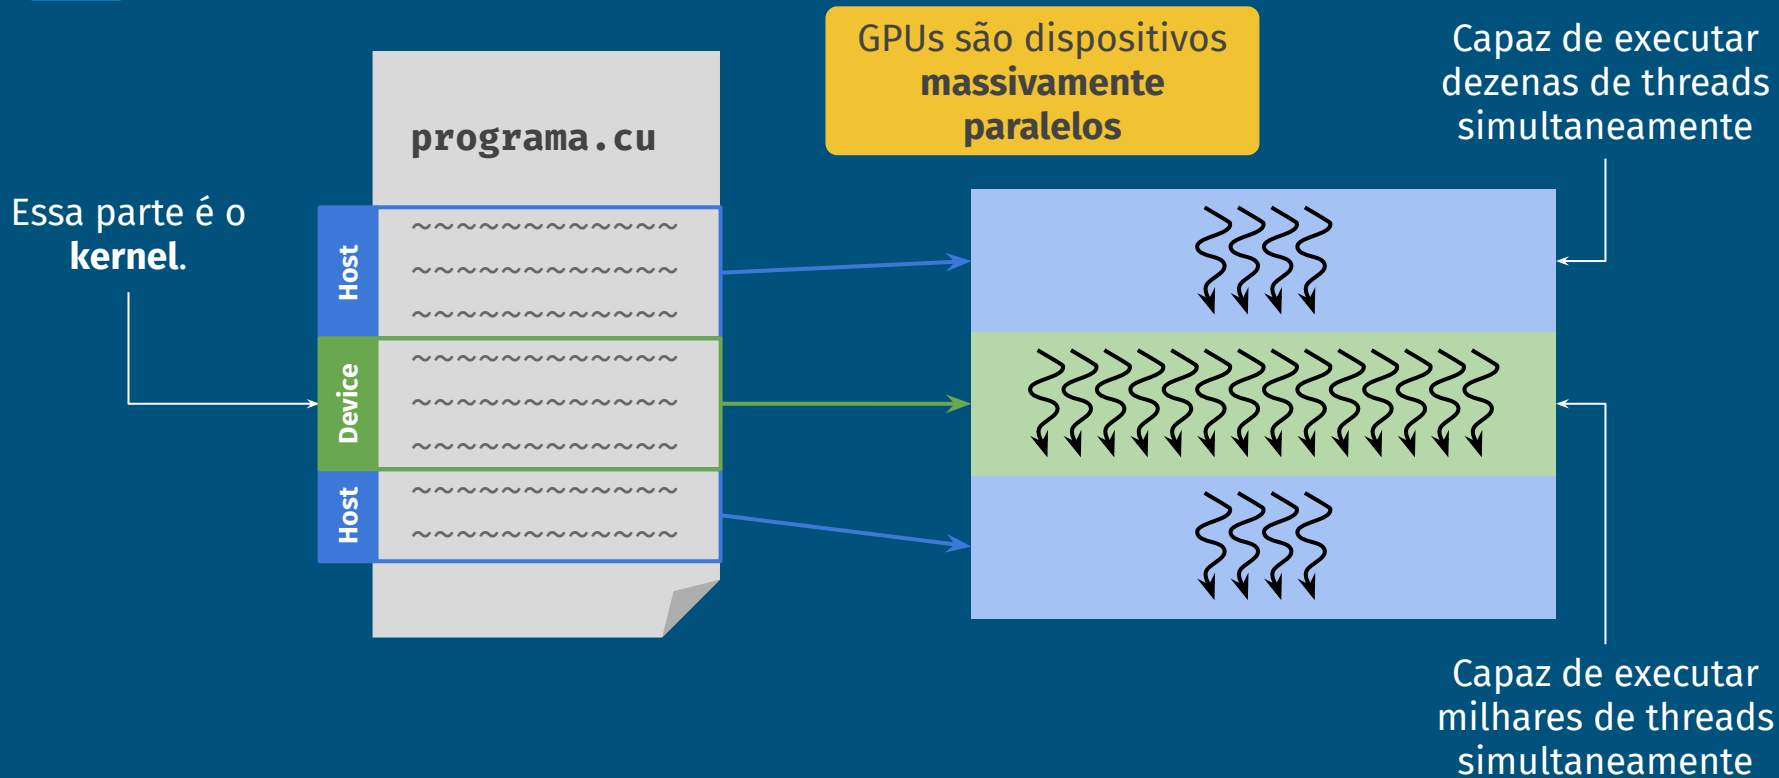 GPUs são dispositivos
massivamente
paralelos
Capaz de executar
dezenas de threads
simultaneamente
programa.cu
Essa parte é o
kernel.
Host
~~~~~~~~~~~~
~~~~~~~~~~~~
~~~~~~~~~~~~
Device
~~~~~~~~~~~~
~~~~~~~~~~~~
~~~~~~~~~~~~
Host
~~~~~~~~~~~~
~~~~~~~~~~~~
Capaz de executar
milhares de threads
simultaneamente